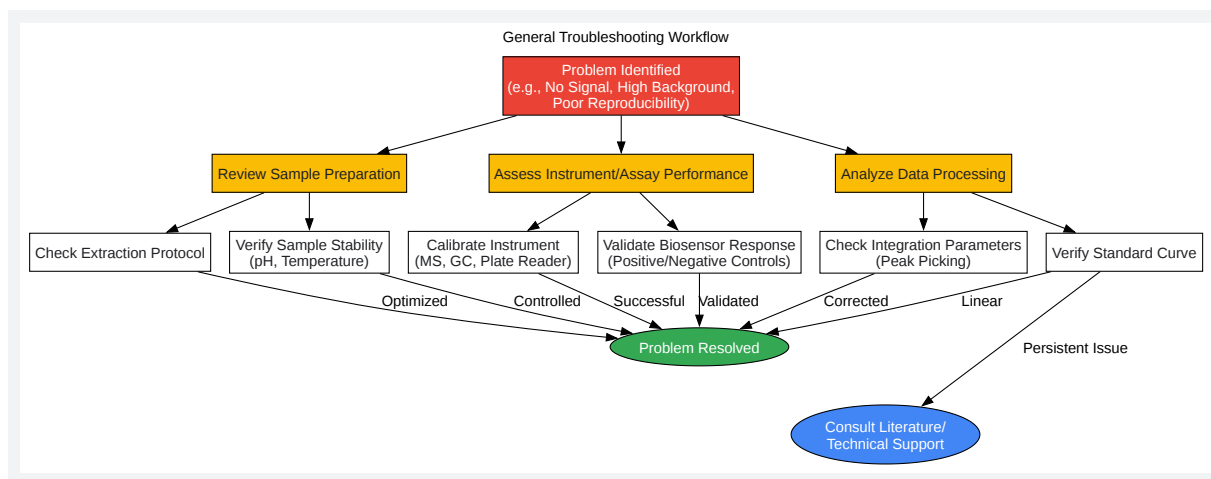 General Troubleshooting Workflow
Problem Identified
(e.g., No Signal, High Background,
Poor Reproducibility)
Review Sample Preparation
Assess Instrument/Assay Performance
Analyze Data Processing
Check Extraction Protocol
Verify Sample Stability
(pH, Temperature)
Calibrate Instrument
(MS, GC, Plate Reader)
Validate Biosensor Response
(Positive/Negative Controls)
Check Integration Parameters
(Peak Picking)
Verify Standard Curve
Optimized
Controlled
Successful
Validated
Corrected
Linear
Problem Resolved
Persistent Issue
Consult Literature/
Technical Support